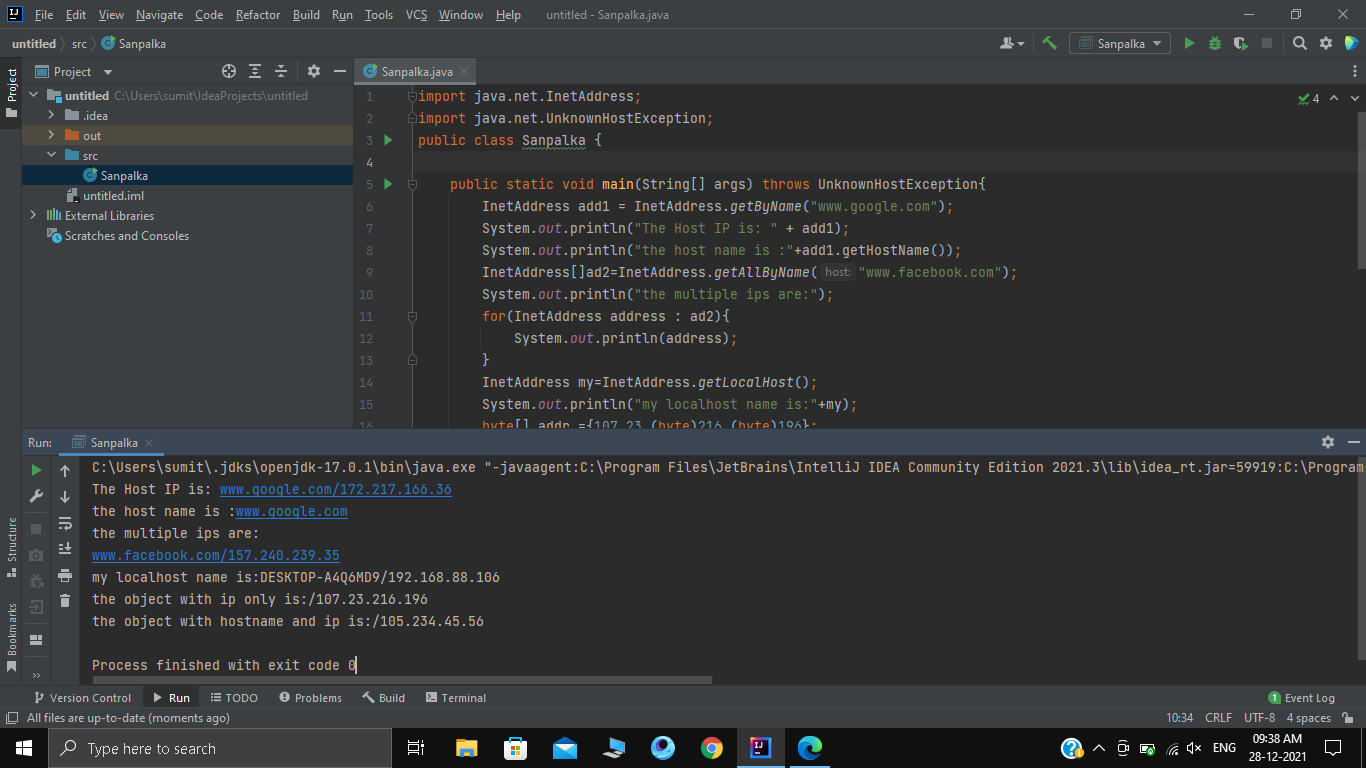 File Edit View Navigate Code Refactor Build Run Tools VCS Window Help untitled - Sanpalka.java
untitled src Sanpalka
Sanpalka
Project
Project
Sanpalka.java
untitled C:\Users\sumit\IdeaProjects\untitled
.idea
out
src
Sanpalka
untitled.iml
External Libraries
Scratches and Consoles
4
1 import java.net.InetAddress;
2 import java.net.UnknownHostException;
3 public class Sanpalka {
4
5 public static void main(String[] args) throws UnknownHostException{
6 InetAddress add1 = InetAddress.getByName("www.google.com");
7 System.out.println("The Host IP is: " + add1);
8 System.out.println("the host name is :"+add1.getHostName());
9 InetAddress[]ad2=InetAddress.getAllByName( host: "www.facebook.com");
10 System.out.println("the multiple ips are:");
11 for(InetAddress address : ad2){
12 System.out.println(address);
13 }
14 InetAddress my=InetAddress.getLocalHost();
15 System.out.println("my localhost name is:"+my);
16 byte[] addr ={107,23,(byte)216,(byte)196};
Run: Sanpalka
C:\Users\sumit\.jdks\openjdk-17.0.1\bin\java.exe "-javaagent:C:\Program Files\JetBrains\IntelliJ IDEA Community Edition 2021.3\lib\idea_rt.jar=59919:C:\Program
The Host IP is: www.google.com/172.217.166.36
the host name is :www.google.com
the multiple ips are:
www.facebook.com/157.240.239.35
my localhost name is:DESKTOP-A4Q6MD9/192.168.88.106
the object with ip only is:/107.23.216.196
the object with hostname and ip is:/105.234.45.56
Process finished with exit code 0
Structure
Bookmarks
Version Control Run TODO Problems Build Terminal 1 Event Log
All files are up-to-date (moments ago) 10:34 CRLF UTF-8 4 spaces
Type here to search
ENG
09:38 AM
28-12-2021